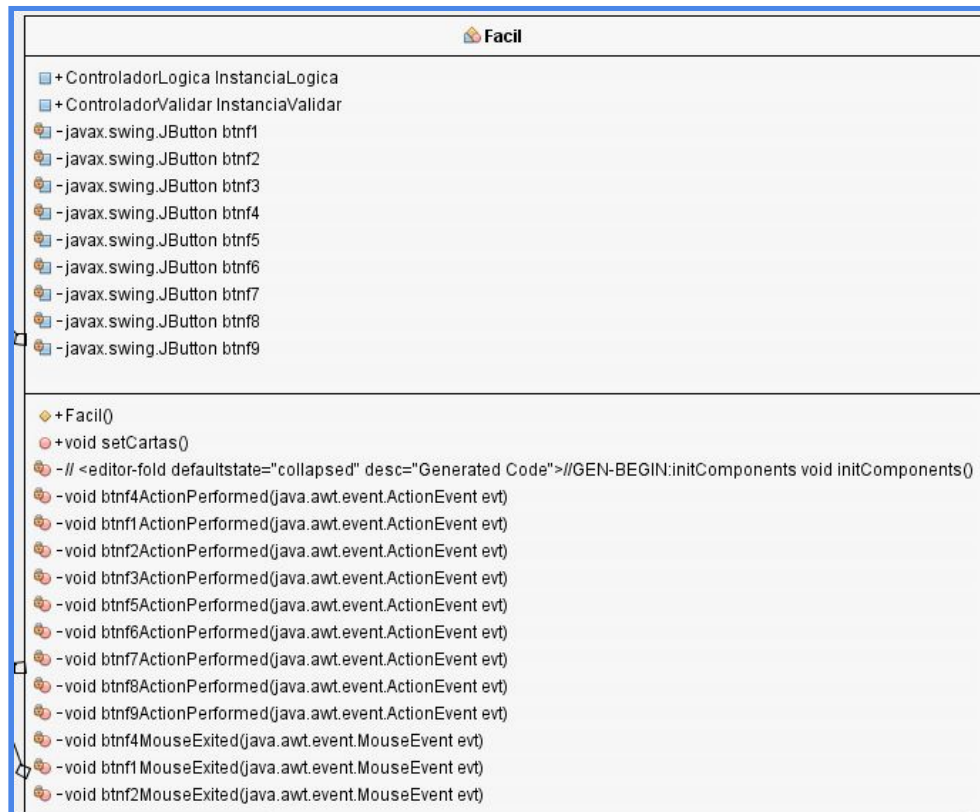 Facil
+ControladorLogica InstanciaLogica
+ControladorValidar InstanciaValidar
-javax.swing.JButton btnf1
-javax.swing.JButton btnf2
-javax.swing.JButton btnf3
-javax.swing.JButton btnf4
-javax.swing.JButton btnf5
-javax.swing.JButton btnf6
-javax.swing.JButton btnf7
-javax.swing.JButton btnf8
-javax.swing.JButton btnf9
+Facil()
+void setCartas()
-// <editor-fold defaultstate="collapsed" desc="Generated Code">//GEN-BEGIN:initComponents void initComponents()
-void btnf4ActionPerformed(java.awt.event.ActionEvent evt)
-void btnf1ActionPerformed(java.awt.event.ActionEvent evt)
-void btnf2ActionPerformed(java.awt.event.ActionEvent evt)
-void btnf3ActionPerformed(java.awt.event.ActionEvent evt)
-void btnf5ActionPerformed(java.awt.event.ActionEvent evt)
-void btnf6ActionPerformed(java.awt.event.ActionEvent evt)
-void btnf7ActionPerformed(java.awt.event.ActionEvent evt)
-void btnf8ActionPerformed(java.awt.event.ActionEvent evt)
-void btnf9ActionPerformed(java.awt.event.ActionEvent evt)
-void btnf4MouseExited(java.awt.event.MouseEvent evt)
-void btnf1MouseExited(java.awt.event.MouseEvent evt)
-void btnf2MouseExited(java.awt.event.MouseEvent evt)